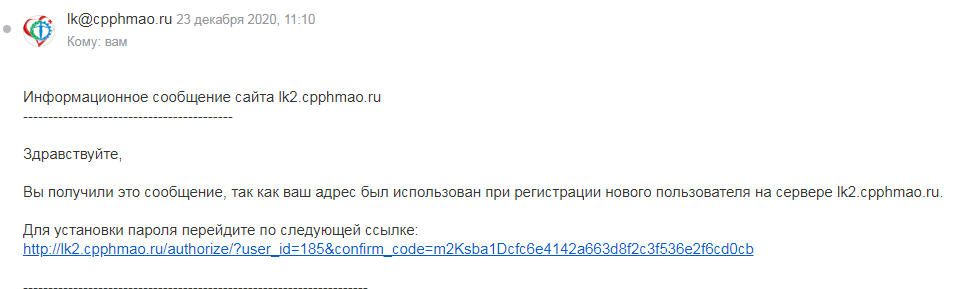 lk@cpphmao.ru 23 декабря 2020, 11:10
Кому: вам
Информационное сообщение сайта lk2.cpphmao.ru
------------------------------------------
Здравствуйте,
Вы получили это сообщение, так как ваш адрес был использован при регистрации нового пользователя на сервере lk2.cpphmao.ru.
Для установки пароля перейдите по следующей ссылке:
http://lk2.cpphmao.ru/authorize/?user_id=185&confirm_code=m2Ksba1Dcfc6e4142a663d8f2c3f536e2f6cd0cb
---------------------------------------------------------------------